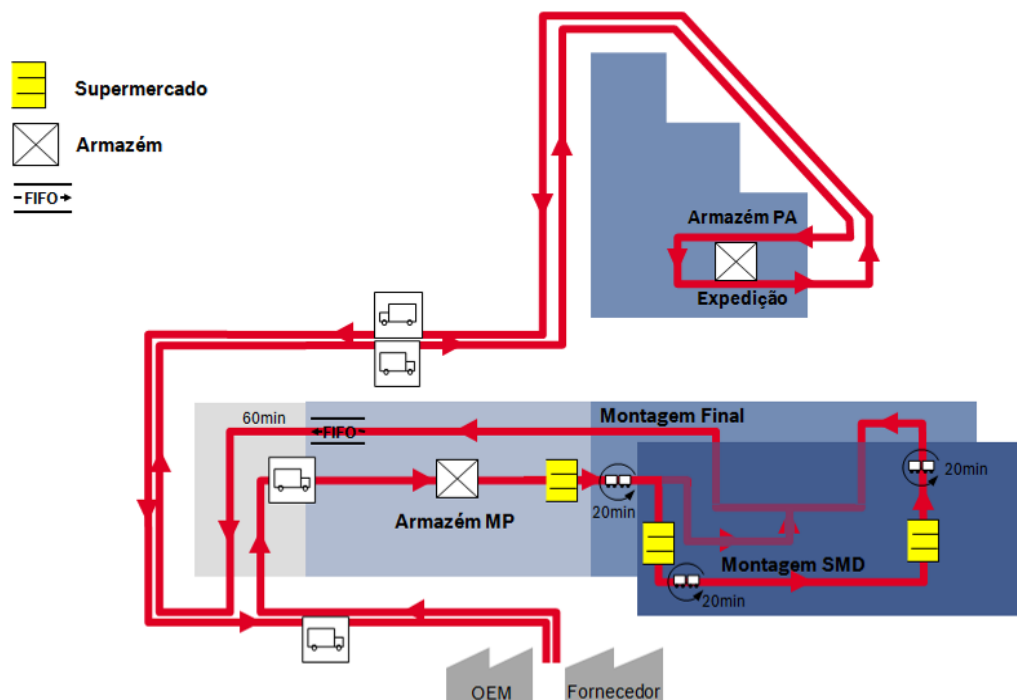 Supermercado
Armazém
FIFO
Armazém PA
Expedição
60min
FIFO
Montagem Final
20min
20min
Armazém MP
Montagem SMD
20min
OEM
Fornecedor